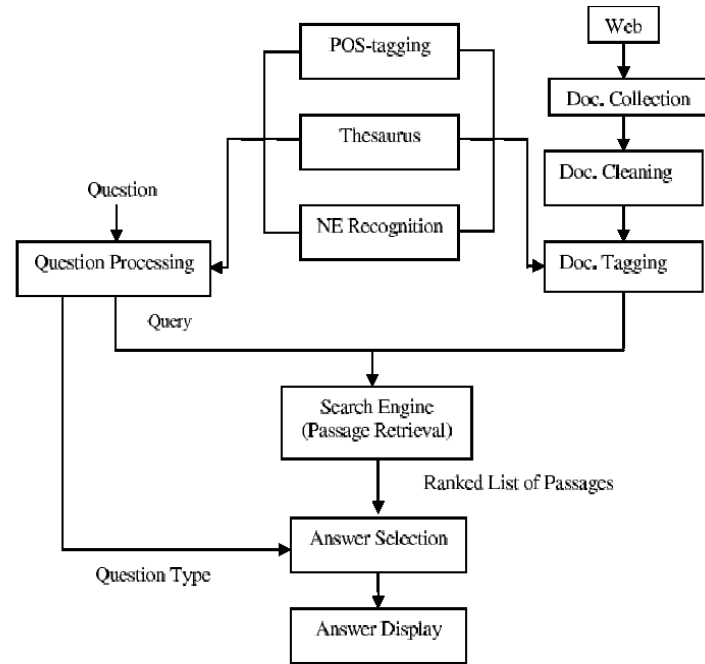 Web
POS-tagging
Doc. Collection
Thesaurus
Doc. Cleaning
Question
NE Recognition
Question Processing
Doc. Tagging
Query
Search Engine
(Passage Retrieval)
Ranked List of Passages
Answer Selection
Question Type
Answer Display